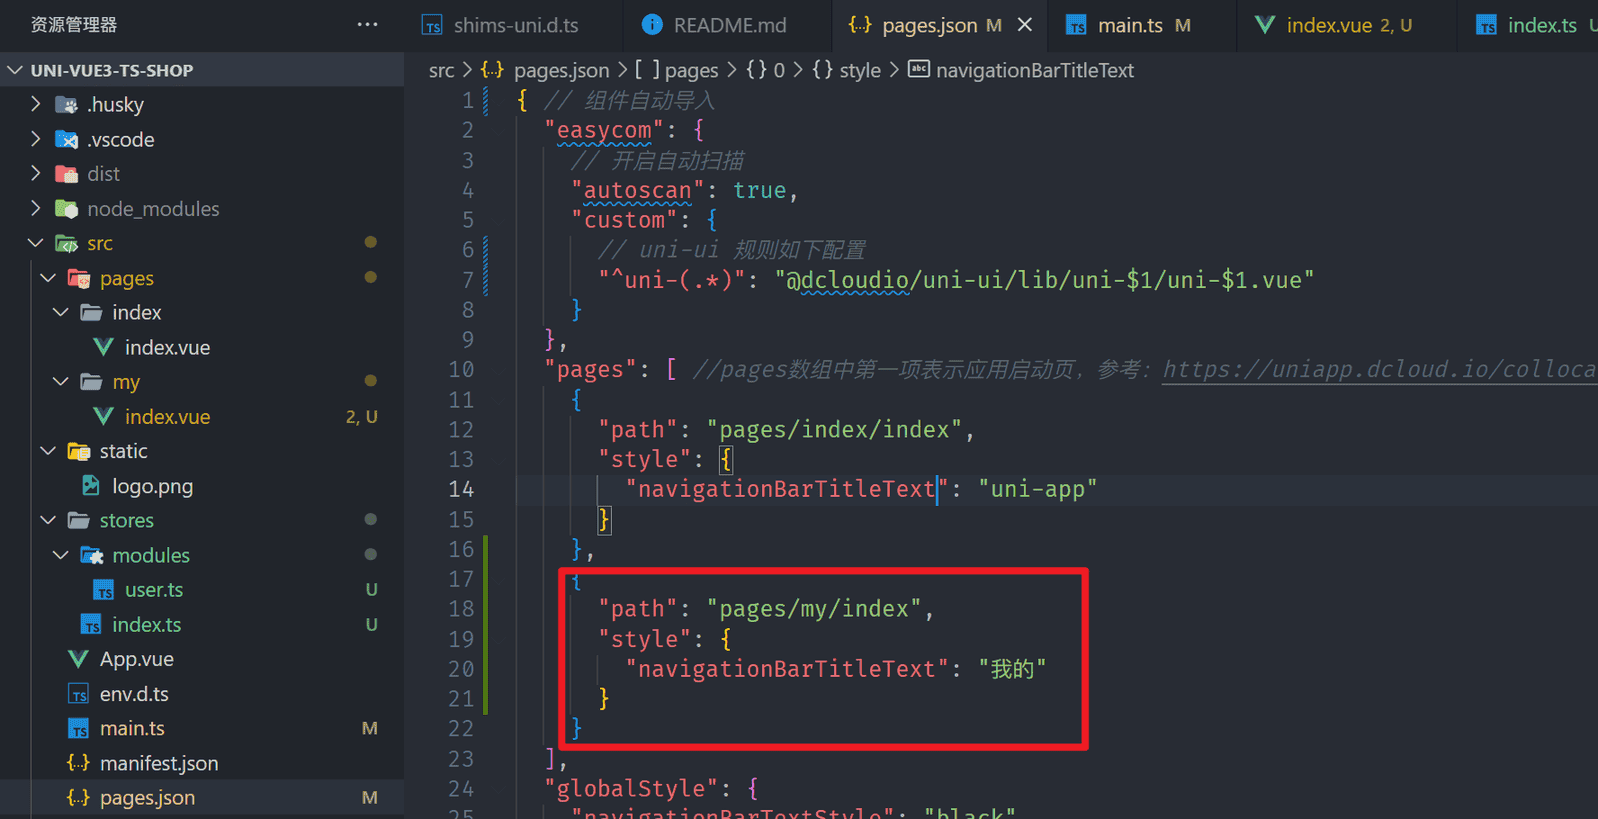 资源管理器 ···
shims-uni.d.ts README.md pages.json M main.ts M index.vue 2, U index.ts
UNI-VUE3-TS-SHOP
.husky
.vscode
dist
node_modules
src
pages
index
index.vue
my
index.vue 2, U
static
logo.png
stores
modules
user.ts U
index.ts U
App.vue
env.d.ts
main.ts M
manifest.json
pages.json M
src > pages.json > [ ] pages > {} 0 > {} style > navigationBarTitleText
1 { // 组件自动导入
2 "easycom": {
3 // 开启自动扫描
4 "autoscan": true,
5 "custom": {
6 // uni-ui 规则如下配置
7 "^uni-(.*)": "@dcloudio/uni-ui/lib/uni-$1/uni-$1.vue"
8 }
9 },
10 "pages": [ //pages数组中第一项表示应用启动页，参考：https://uniapp.dcloud.io/colloca
11 {
12 "path": "pages/index/index",
13 "style": {
14 "navigationBarTitleText": "uni-app"
15 }
16 },
17 {
18 "path": "pages/my/index",
19 "style": {
20 "navigationBarTitleText": "我的"
21 }
22 }
23 ],
24 "globalStyle": {
25 "navigationBarTextStyle": "black"